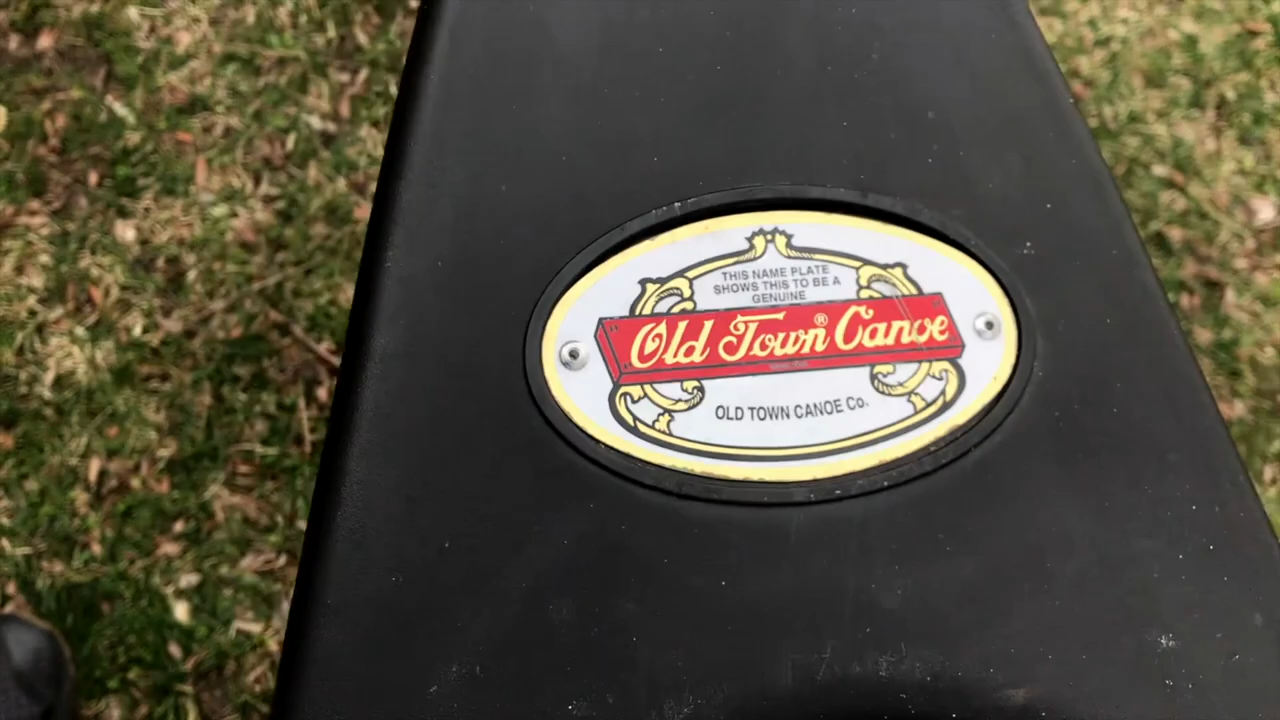 THIS NAME PLATE
SHOWS THIS TO BE A
GENUINE
Old Town® Canoe
OLD TOWN CANOE Co.